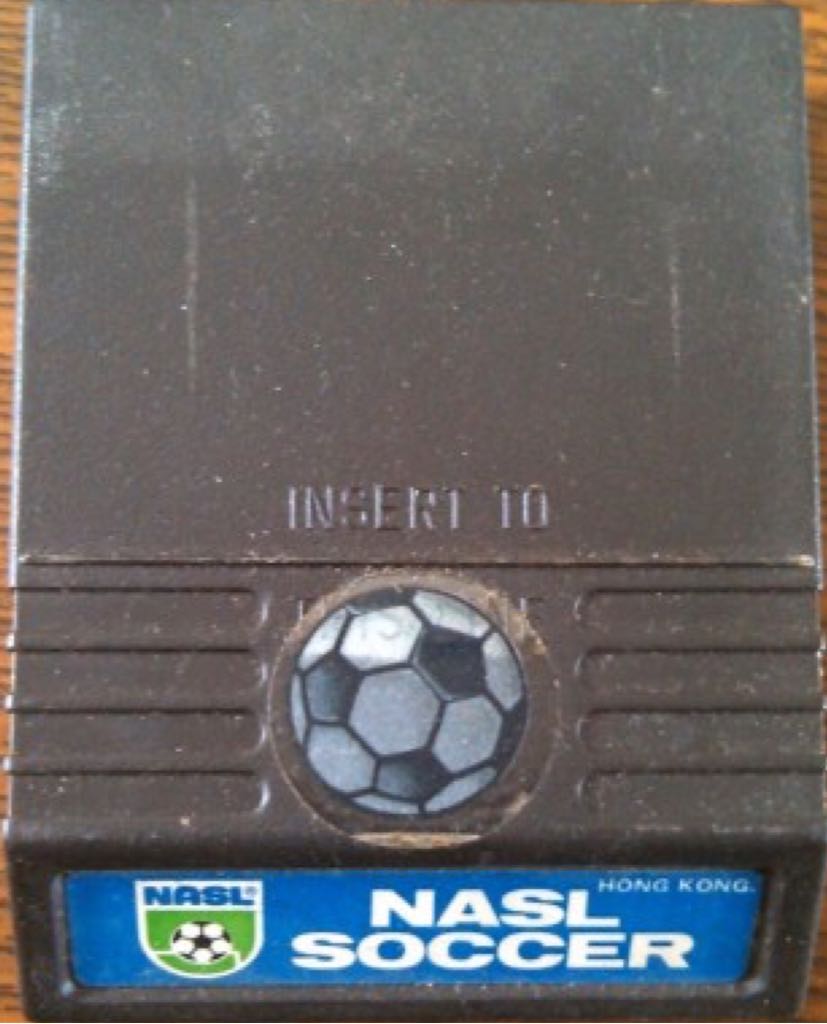 INSERT TO
NASL®
HONG KONG.
NASL
SOCCER